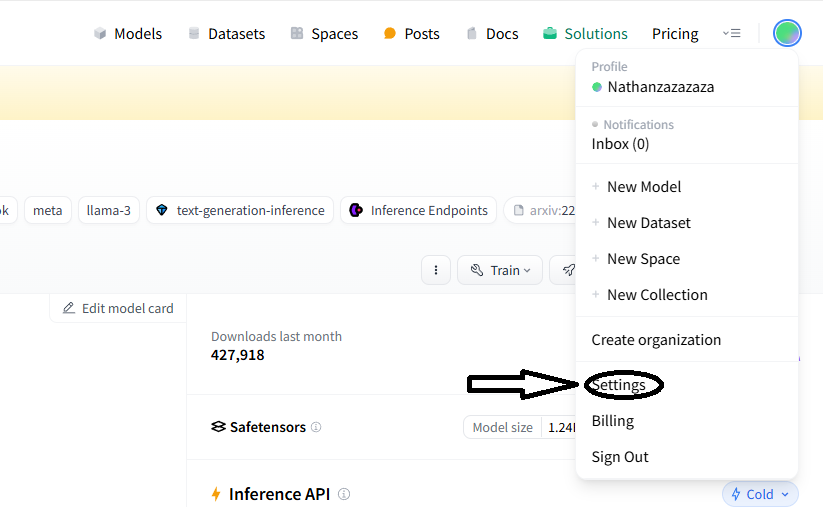 Models Datasets Spaces Posts Docs Solutions Pricing
Profile
Nathanzazazaza
Notifications
Inbox (0)
meta llama-3 text-generation-inference Inference Endpoints arxiv:22
+ New Model
+ New Dataset
+ New Space
+ New Collection
Train
Edit model card
Create organization
Downloads last month
427,918
Settings
Billing
Sign Out
Safetensors Model size 1.24
Inference API Cold